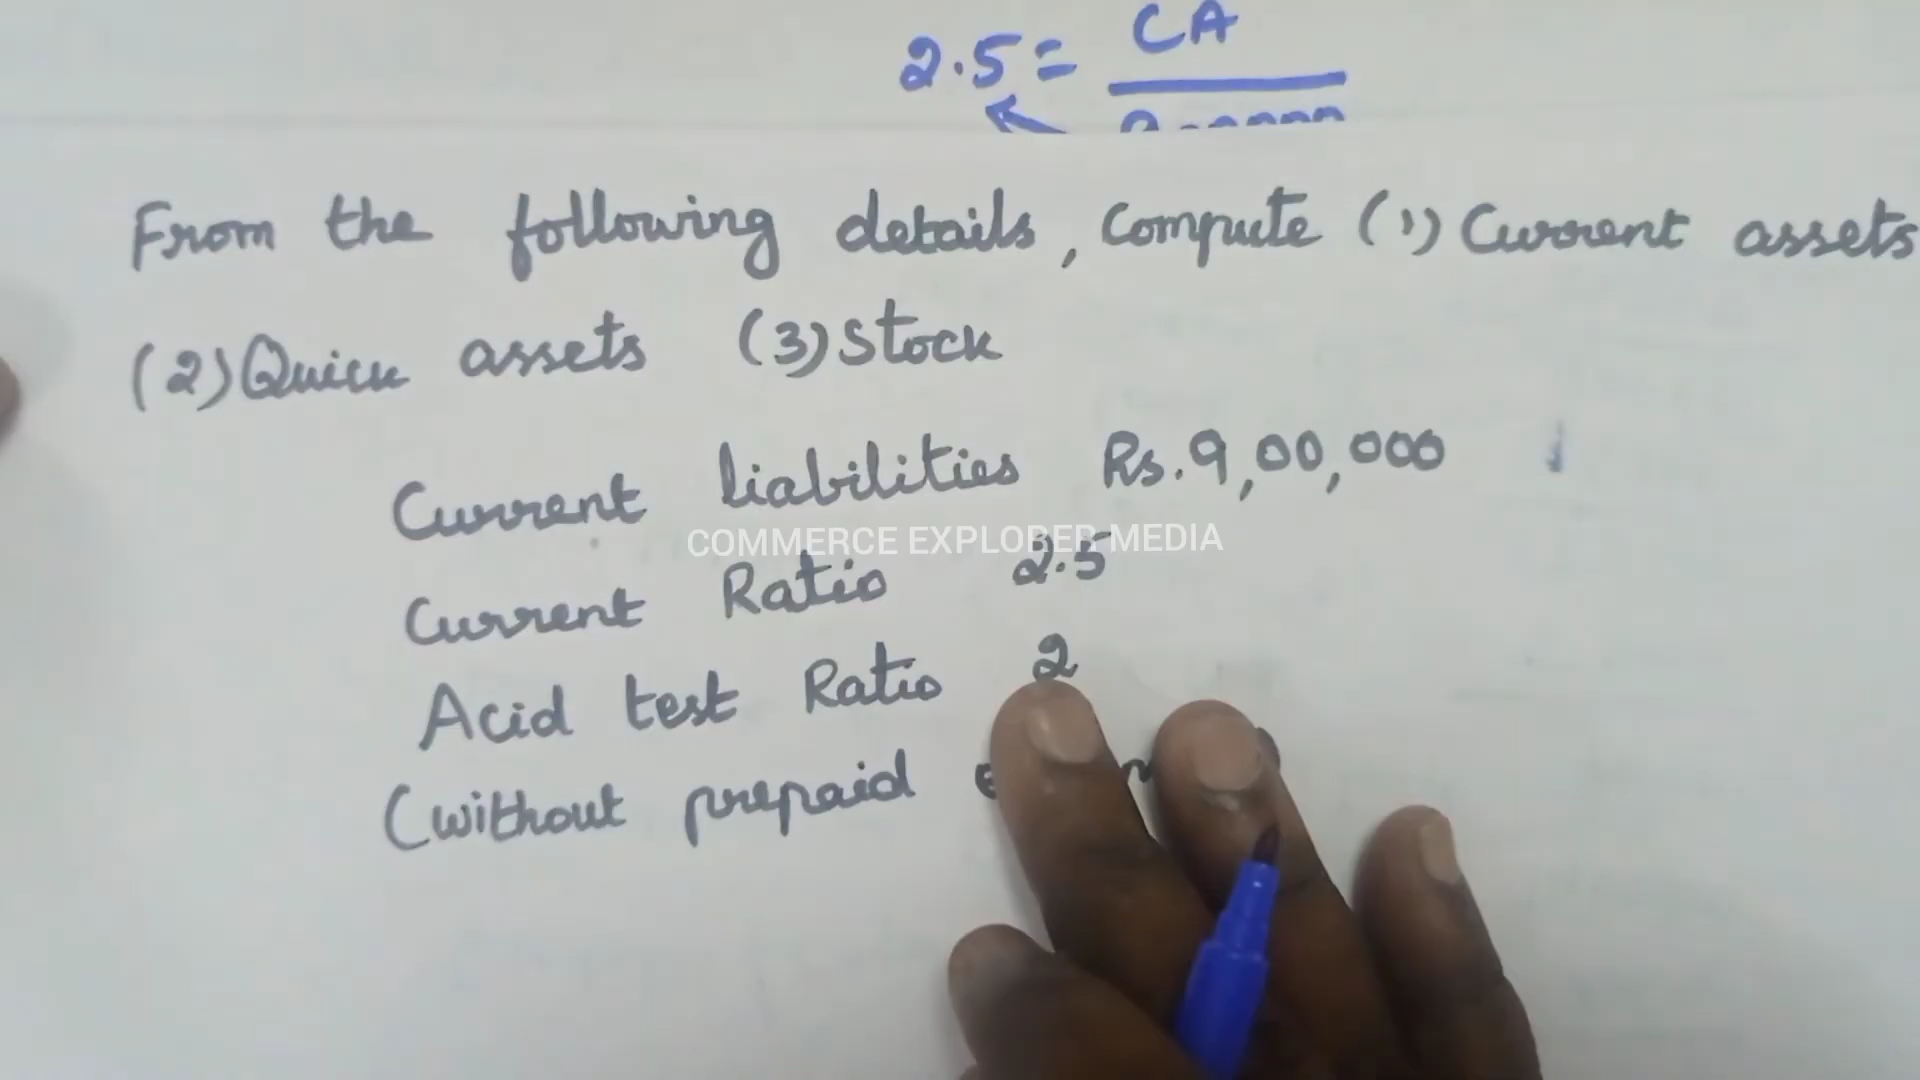 2.5 = CA
From the following details, Compute (1) Current assets
(2) Quick assets (3) Stock
Current liabilities Rs. 9,00,000
COMMERCE EXPLORER MEDIA
Current Ratio 2.5
Acid test Ratio 2
(without prepaid